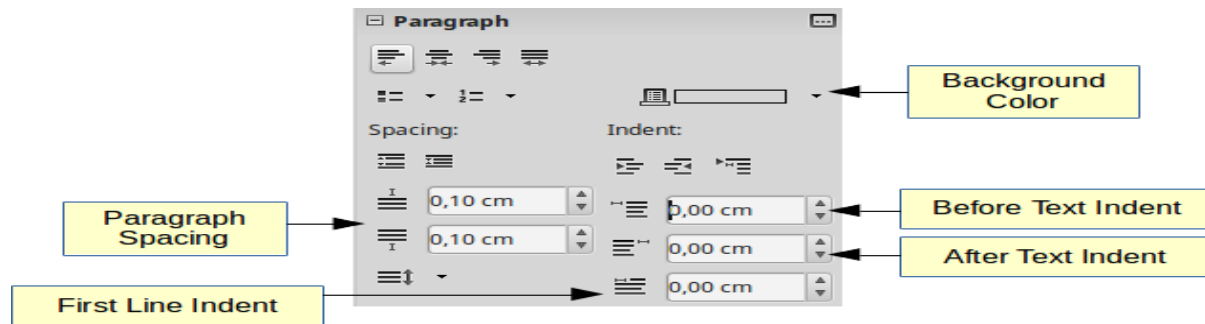 Paragraph
Background
Color
Spacing:
Indent:
0,10 cm
0,00 cm
Before Text Indent
Paragraph
Spacing
0,10 cm
0,00 cm
After Text Indent
First Line Indent
0,00 cm